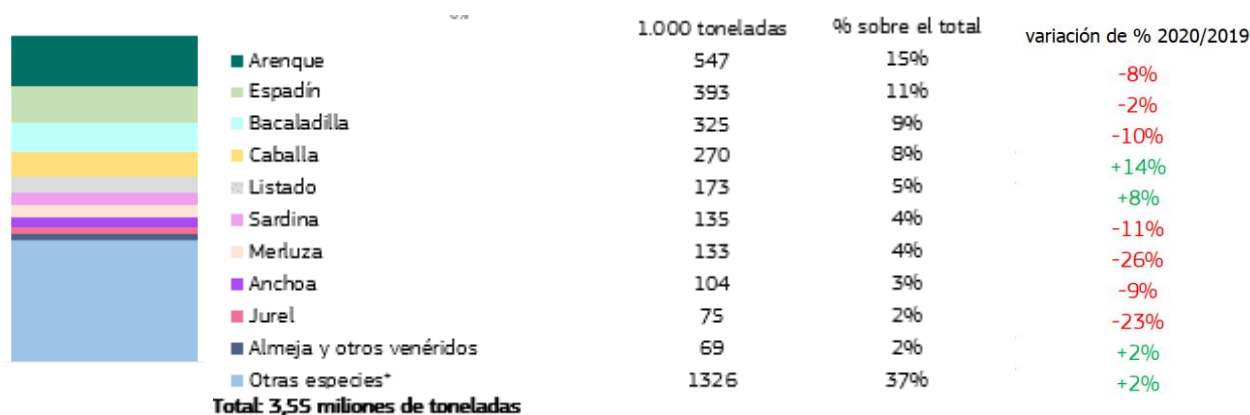 1.000 toneladas % sobre el total variación de % 2020/2019
Arenque 547 15% -8%
Espadín 393 11% -2%
Bacaladilla 325 9% -10%
Caballa 270 8% +14%
Listado 173 5% +8%
Sardina 135 4% -11%
Merluza 133 4% -26%
Anchoa 104 3% -9%
Jurel 75 2% -23%
Almeja y otros venéridos 69 2% +2%
Otras especies* 1326 37% +2%
Total: 3,55 miliones de toneladas